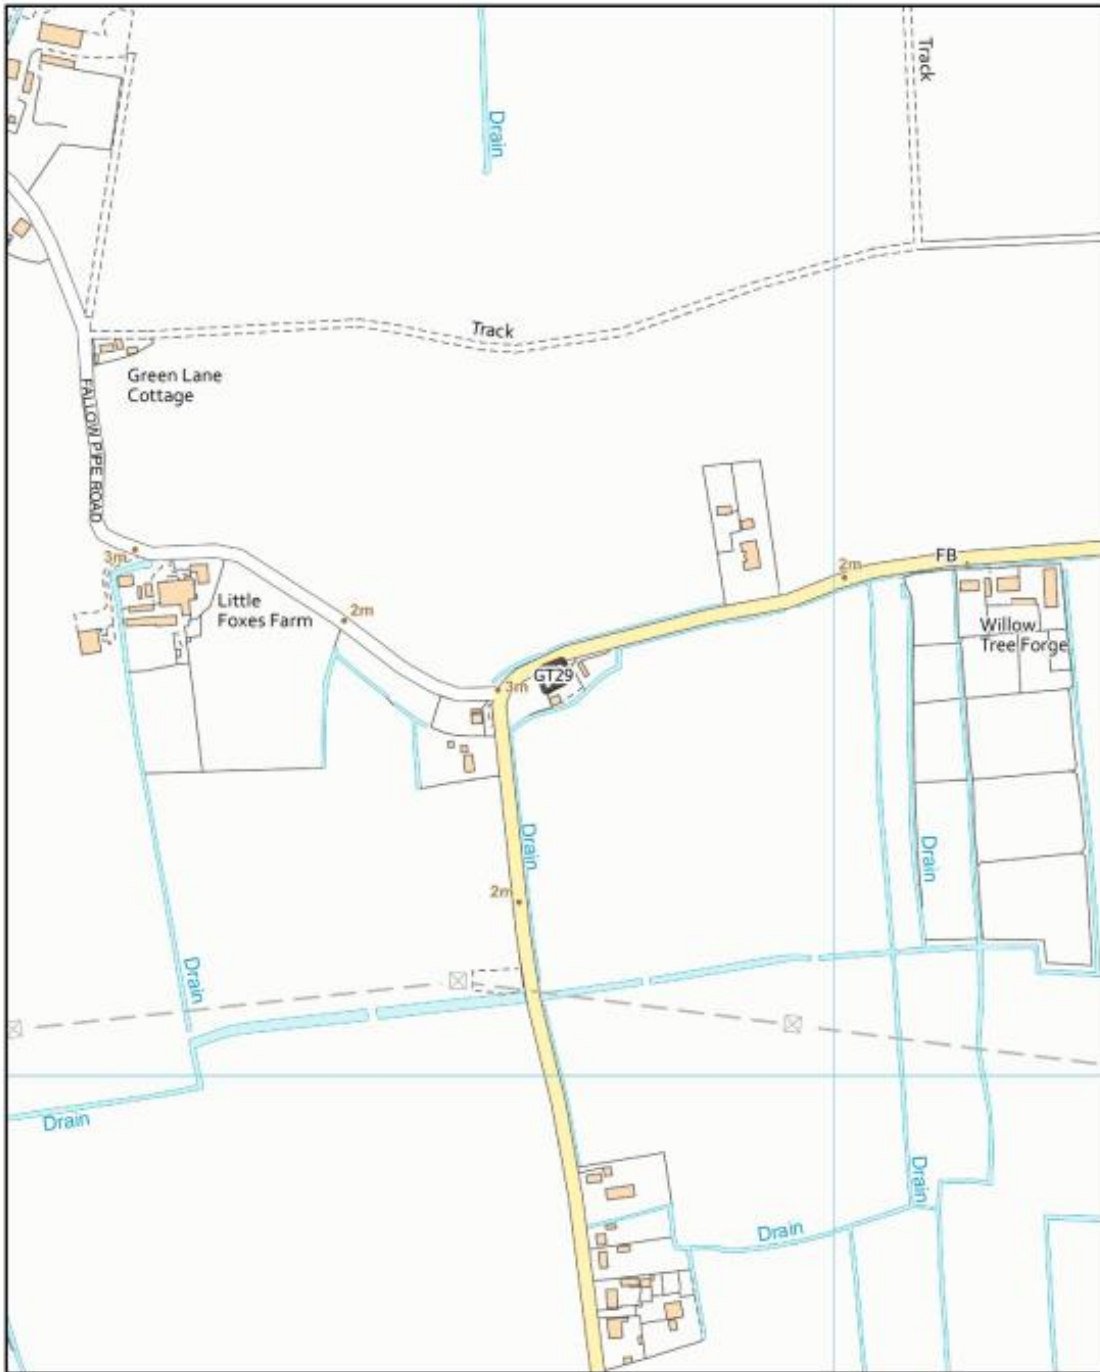 Track
Drain
Track
Green Lane
Cottage
FALLOW PIPE ROAD
3m
FB
2m
Little
Foxes Farm
2m
Willow
Tree Forge
GT29
3m
Drain
Drain
2m
Drain
Drain
Drain
Drain